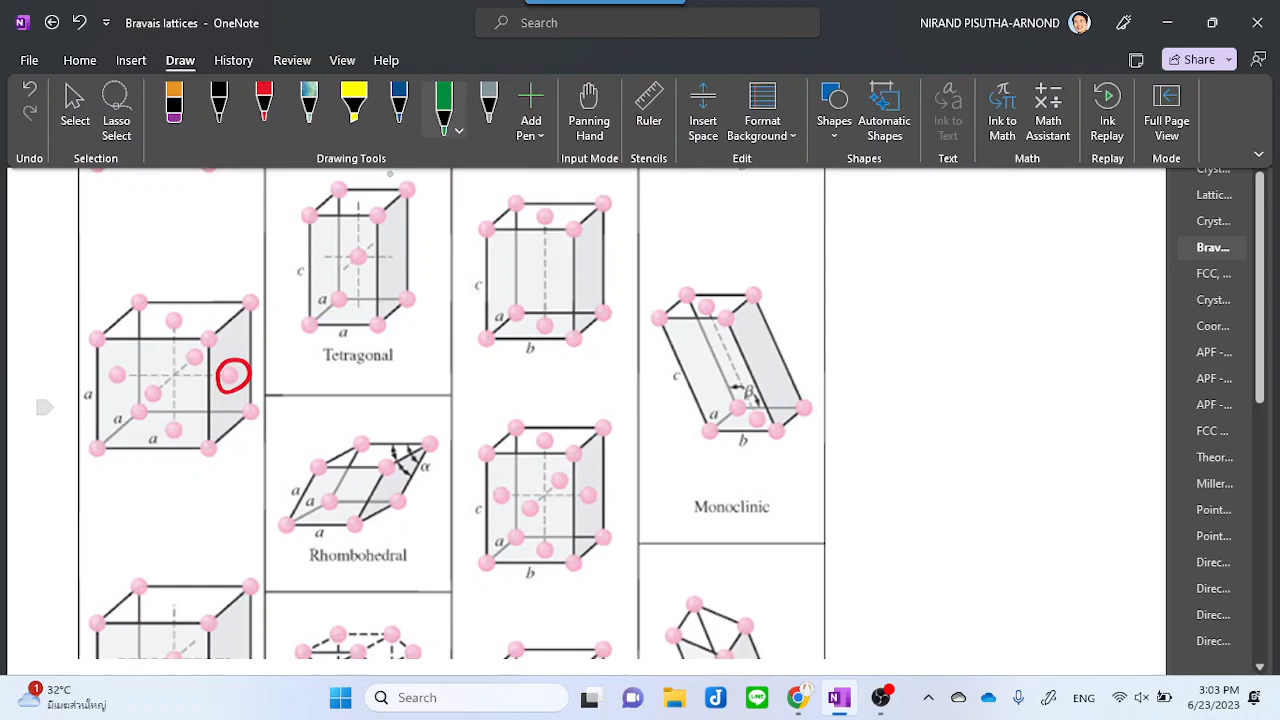 Bravais lattices - OneNote
Search
NIRAND PISUTHA-ARNOND
File Home Insert Draw History Review View Help
Share
Undo
Select
Lasso Select
Selection
Drawing Tools
Add Pen
Panning Hand
Input Mode
Ruler
Stencils
Insert Space
Format Background
Edit
Shapes
Automatic Shapes
Shapes
Ink to Text
Text
Ink to Math
Math Assistant
Math
Ink Replay
Replay
Full Page View
Mode
Cryst...
Lattic...
Cryst...
Brav...
FCC, ...
Cryst...
Coor...
APF -...
APF -...
APF -...
FCC ...
Theor...
Miller...
Point...
Point...
Direc...
Direc...
Direc...
Direc...
a
a
a
c
a
a
Tetragonal
a
a
a
α
Rhombohedral
c
a
b
c
a
b
c
a
b
β
Monoclinic
1
32°C
Search
ENG
3:03 PM
6/23/2023